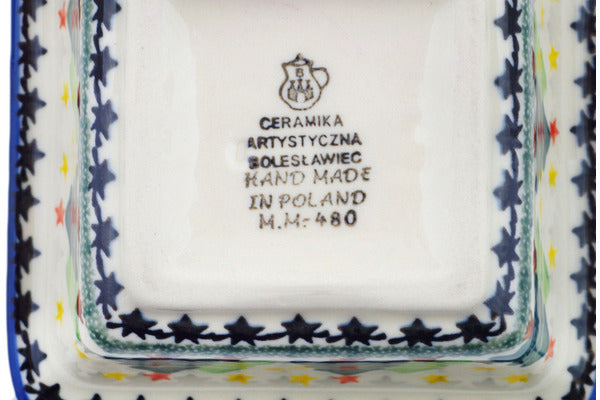 B
CERAMIKA
ARTYSTYCZNA
BOLESŁAWIEC
HAND MADE
IN POLAND
M.M.-480